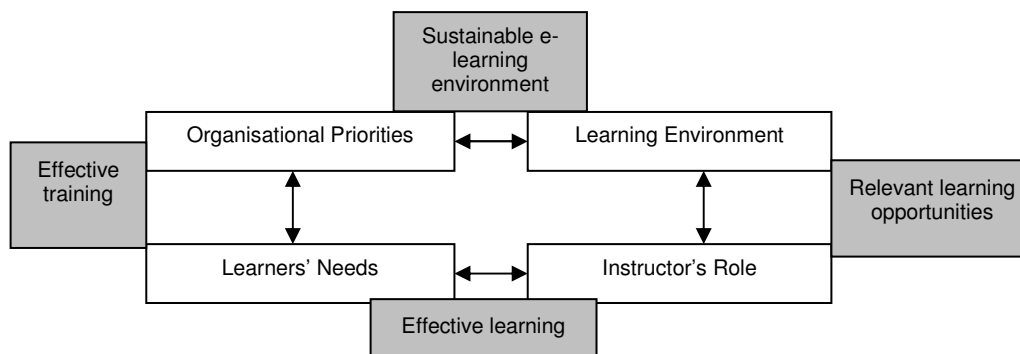 Sustainable e-
learning
environment
Organisational Priorities
Learning Environment
Effective
training
Relevant learning
opportunities
Learners’ Needs
Instructor’s Role
Effective learning